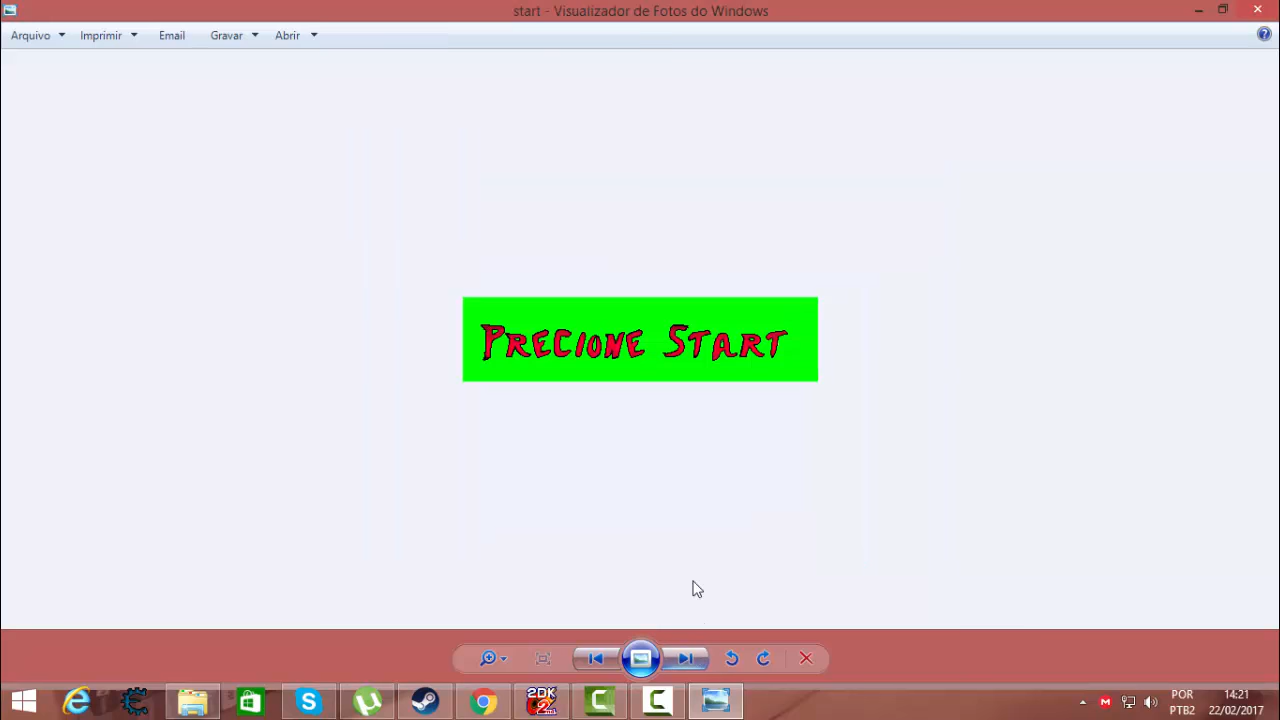 start - Visualizador de Fotos do Windows
Arquivo Imprimir Email Gravar Abrir
PRECIONE START
2DK
POR 14:21
PTB2 22/02/2017